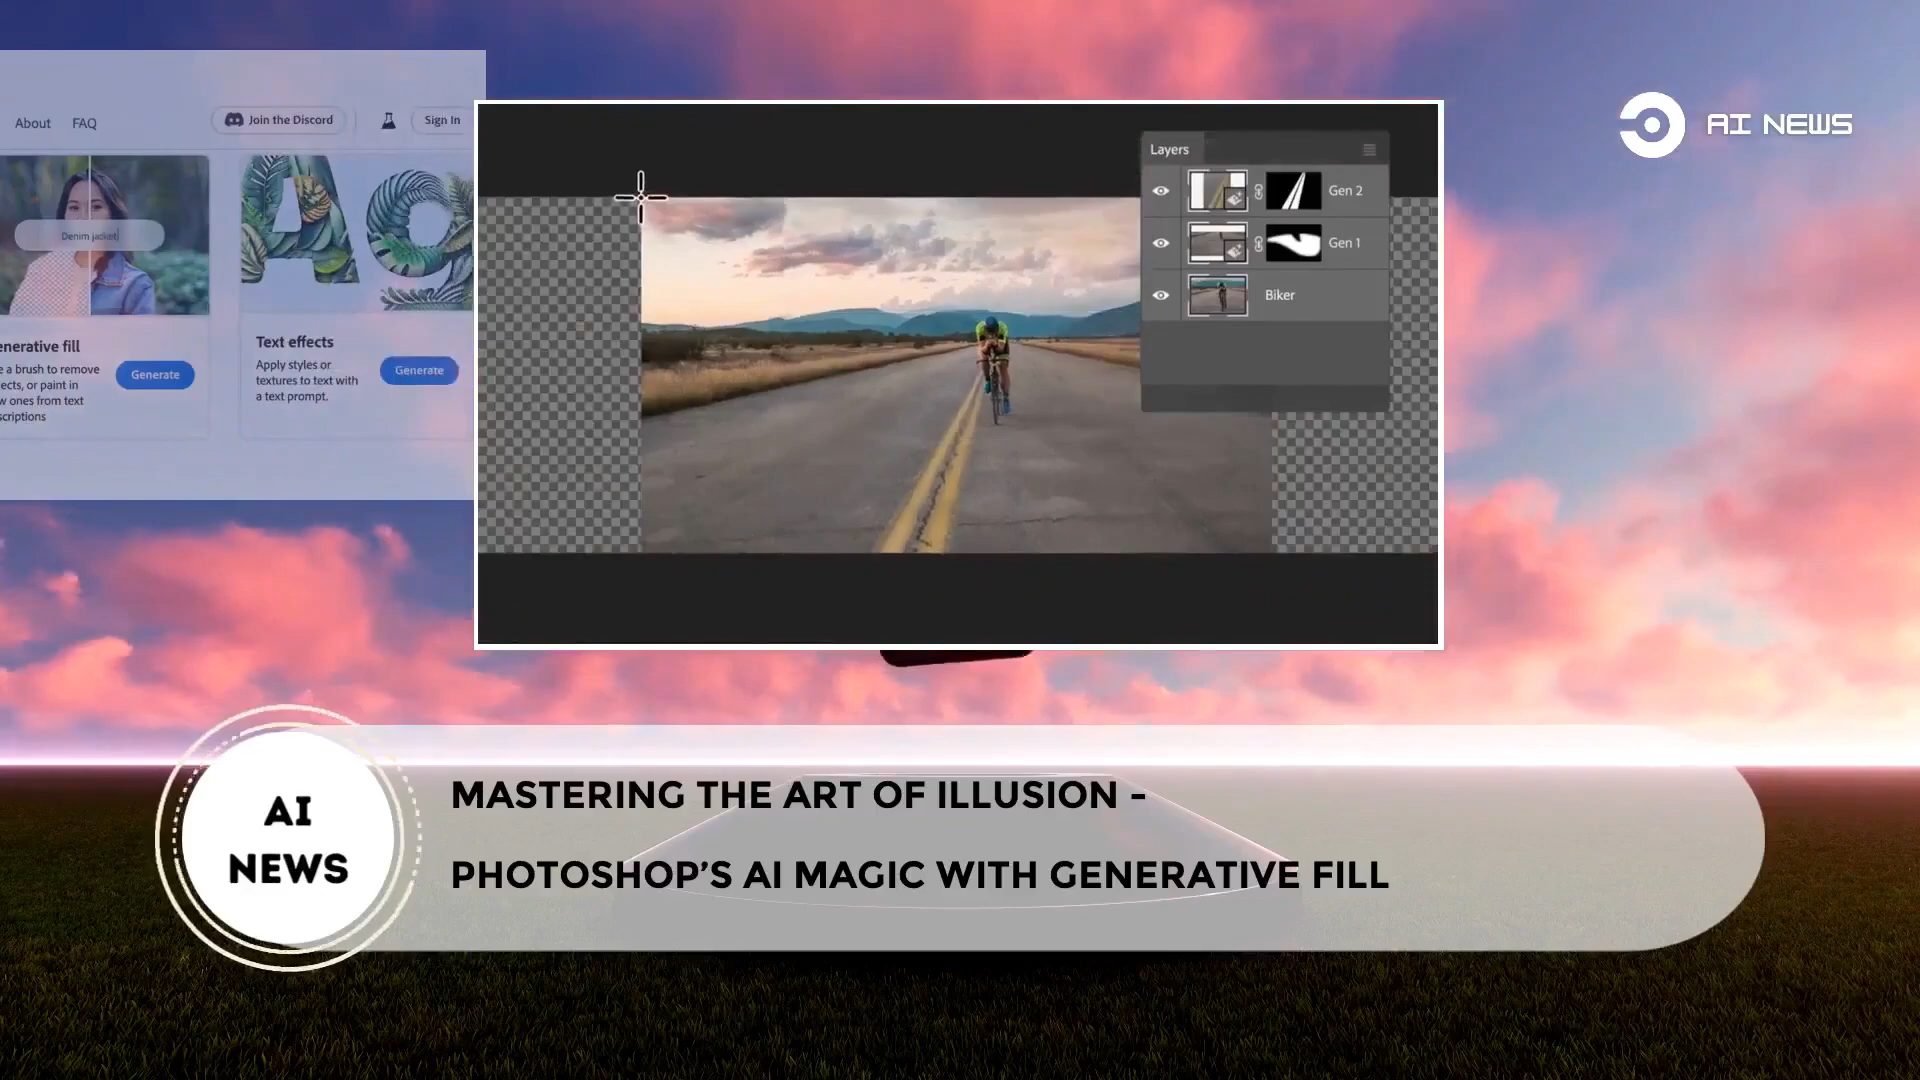 About FAQ Join the Discord Sign In
Denim jacket
enerative fill
e a brush to remove
ects, or paint in
w ones from text
scriptions
Generate
Text effects
Apply styles or
textures to text with
a text prompt.
Generate
Layers
Gen 2
Gen 1
Biker
AI NEWS
AI
NEWS
MASTERING THE ART OF ILLUSION -
PHOTOSHOP'S AI MAGIC WITH GENERATIVE FILL